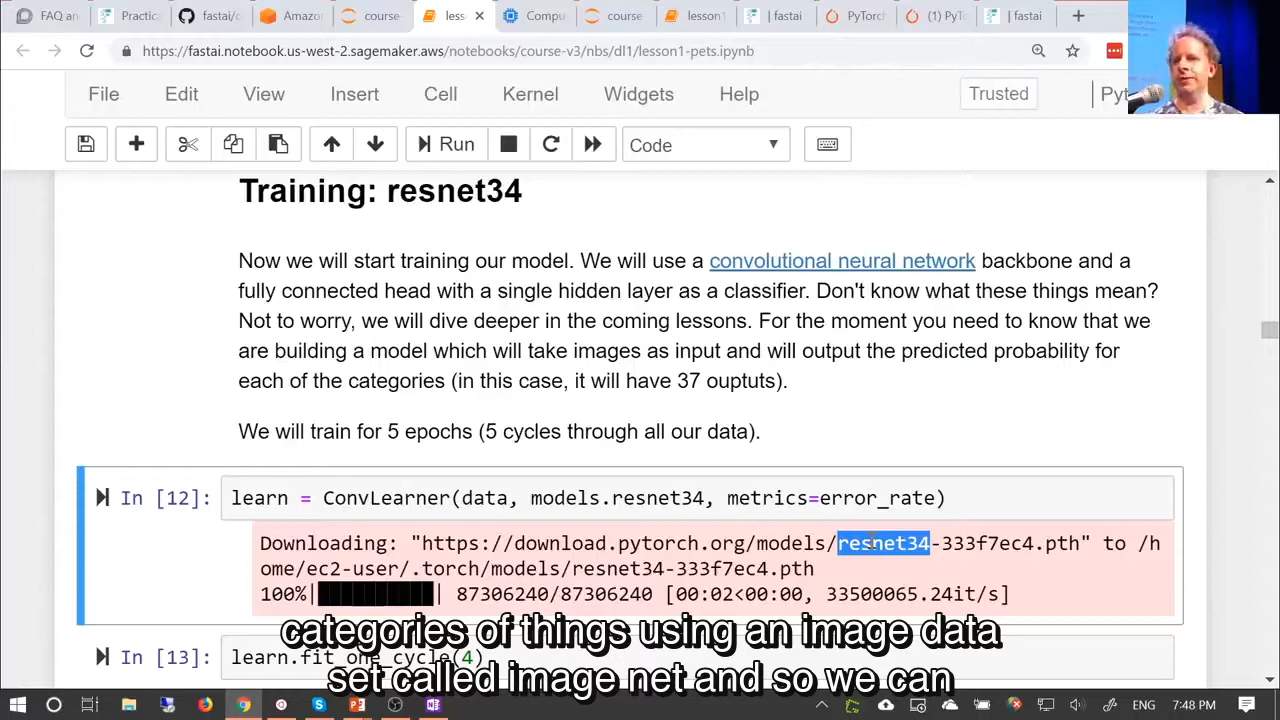 FAQ an
Practica
fastai/c
Amazor
course-
less
Compu
course
lesson1
| fastai
PyTorch
(1) PyTo
| fastai
https://fastai.notebook.us-west-2.sagemaker.aws/notebooks/course-v3/nbs/dl1/lesson1-pets.ipynb
File Edit View Insert Cell Kernel Widgets Help Trusted Pyt
Run Code
Training: resnet34
Now we will start training our model. We will use a convolutional neural network backbone and a
fully connected head with a single hidden layer as a classifier. Don't know what these things mean?
Not to worry, we will dive deeper in the coming lessons. For the moment you need to know that we
are building a model which will take images as input and will output the predicted probability for
each of the categories (in this case, it will have 37 ouptuts).
We will train for 5 epochs (5 cycles through all our data).
In [12]: learn = ConvLearner(data, models.resnet34, metrics=error_rate)
Downloading: "https://download.pytorch.org/models/resnet34-333f7ec4.pth" to /h
ome/ec2-user/.torch/models/resnet34-333f7ec4.pth
100%|██████████| 87306240/87306240 [00:02<00:00, 33500065.24it/s]
categories of things using an image data
In [13]: learn.fit_one_cycle(4)
set called image net and so we can
ENG 7:48 PM